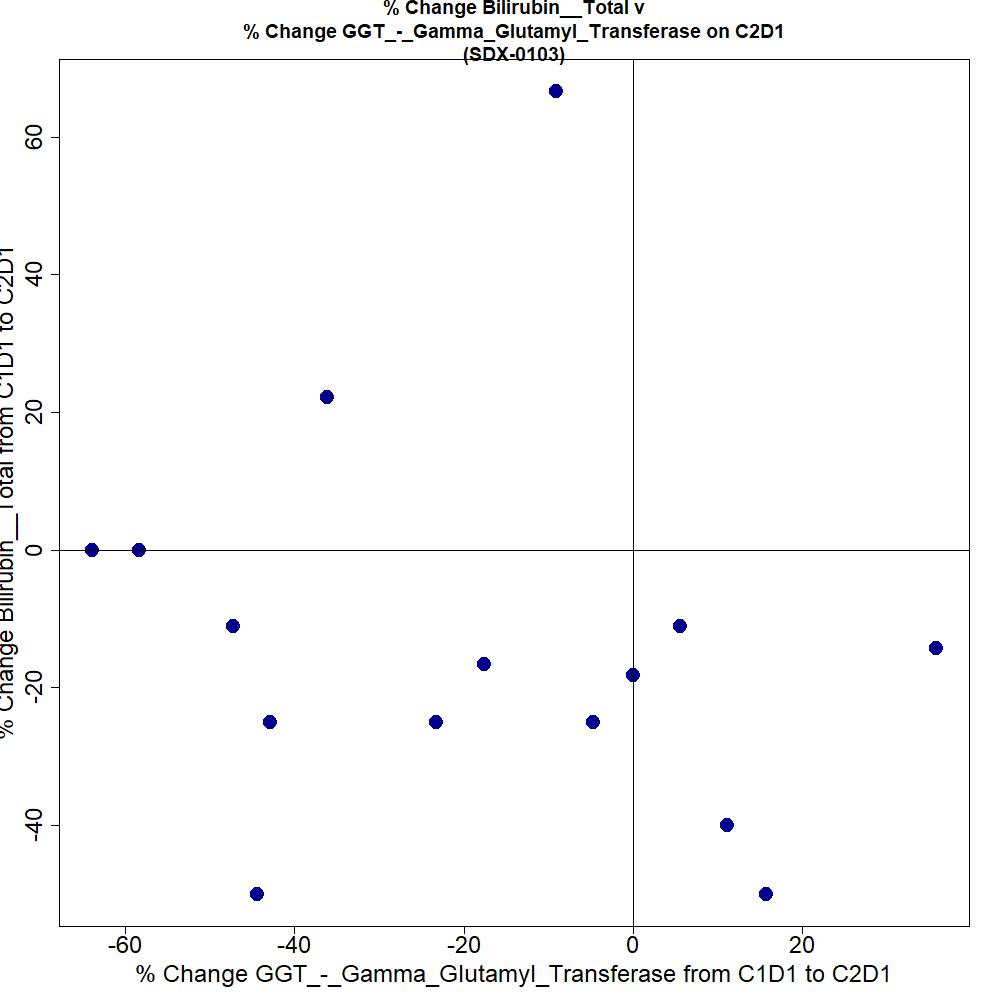 % Change Bilirubin__Total v
% Change GGT_-_Gamma_Glutamyl_Transferase on C2D1
(SDX-0103)
% Change Bilirubin__Total from C1D1 to C2D1
60
40
20
0
-20
-40
-60 -40 -20 0 20
% Change GGT_-_Gamma_Glutamyl_Transferase from C1D1 to C2D1